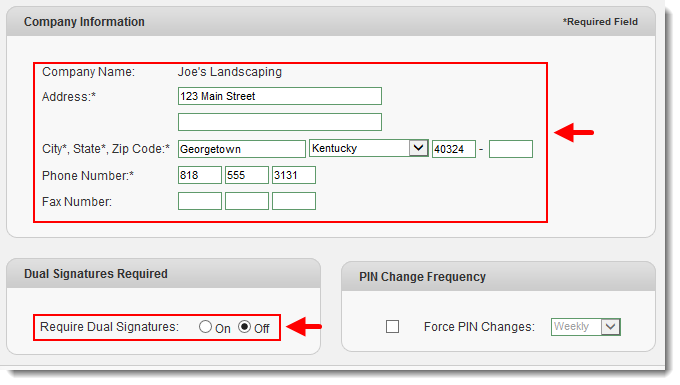 Company Information *Required Field
Company Name: Joe's Landscaping
Address:* 123 Main Street
City*, State*, Zip Code:* Georgetown Kentucky 40324 -
Phone Number:* 818 555 3131
Fax Number:
Dual Signatures Required
Require Dual Signatures: On Off
PIN Change Frequency
Force PIN Changes: Weekly